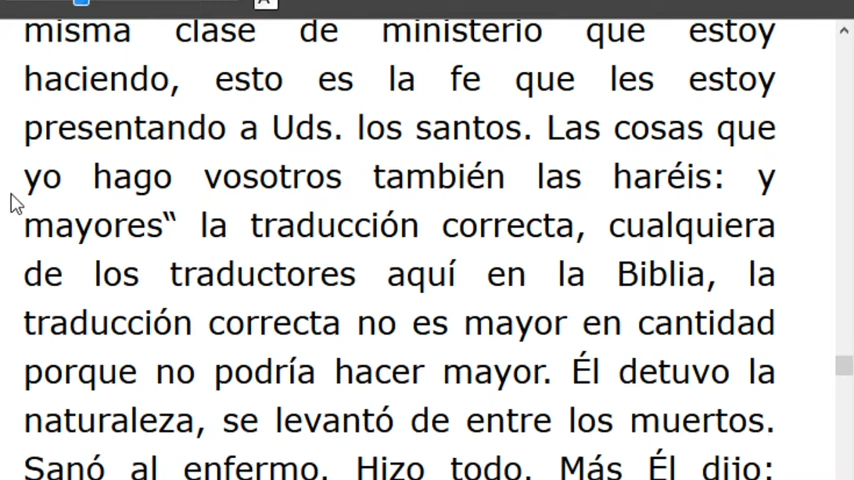 misma clase de ministerio que estoy
haciendo, esto es la fe que les estoy
presentando a Uds. los santos. Las cosas que
yo hago vosotros también las haréis: y
mayores“ la traducción correcta, cualquiera
de los traductores aquí en la Biblia, la
traducción correcta no es mayor en cantidad
porque no podría hacer mayor. Él detuvo la
naturaleza, se levantó de entre los muertos.
Sanó al enfermo. Hizo todo. Más Él dijo: